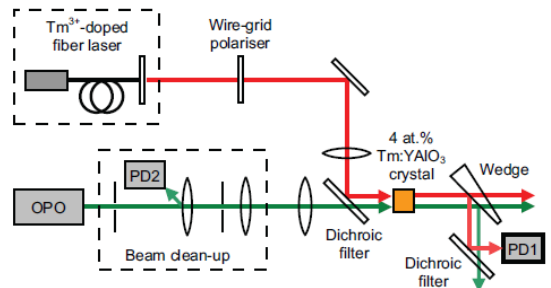 Tm³⁺-doped
fiber laser
Wire-grid
polariser
4 at.%
Tm:YAlO₃
crystal
Wedge
PD2
OPO
Beam clean-up
Dichroic
filter
PD1
Dichroic
filter